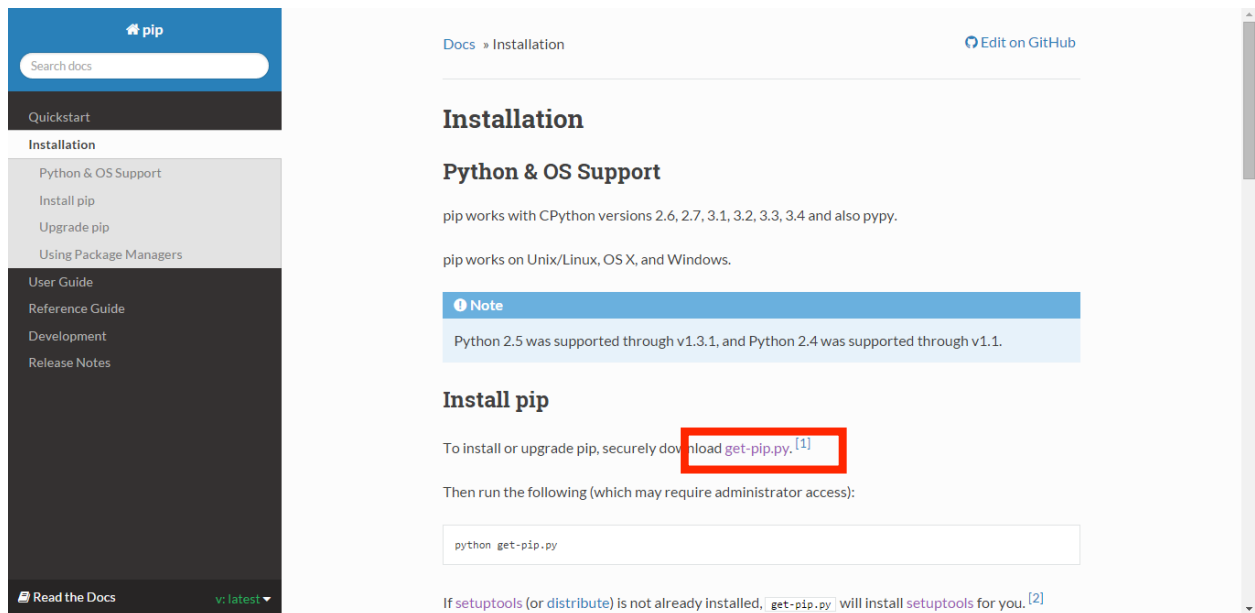 pip
Search docs
Quickstart
Installation
Python & OS Support
Install pip
Upgrade pip
Using Package Managers
User Guide
Reference Guide
Development
Release Notes
Read the Docs
v: latest
Docs » Installation
Edit on GitHub
Installation
Python & OS Support
pip works with CPython versions 2.6, 2.7, 3.1, 3.2, 3.3, 3.4 and also pypy.
pip works on Unix/Linux, OS X, and Windows.
Note
Python 2.5 was supported through v1.3.1, and Python 2.4 was supported through v1.1.
Install pip
To install or upgrade pip, securely download get-pip.py. [1]
Then run the following (which may require administrator access):
python get-pip.py
If setuptools (or distribute) is not already installed, get-pip.py will install setuptools for you. [2]